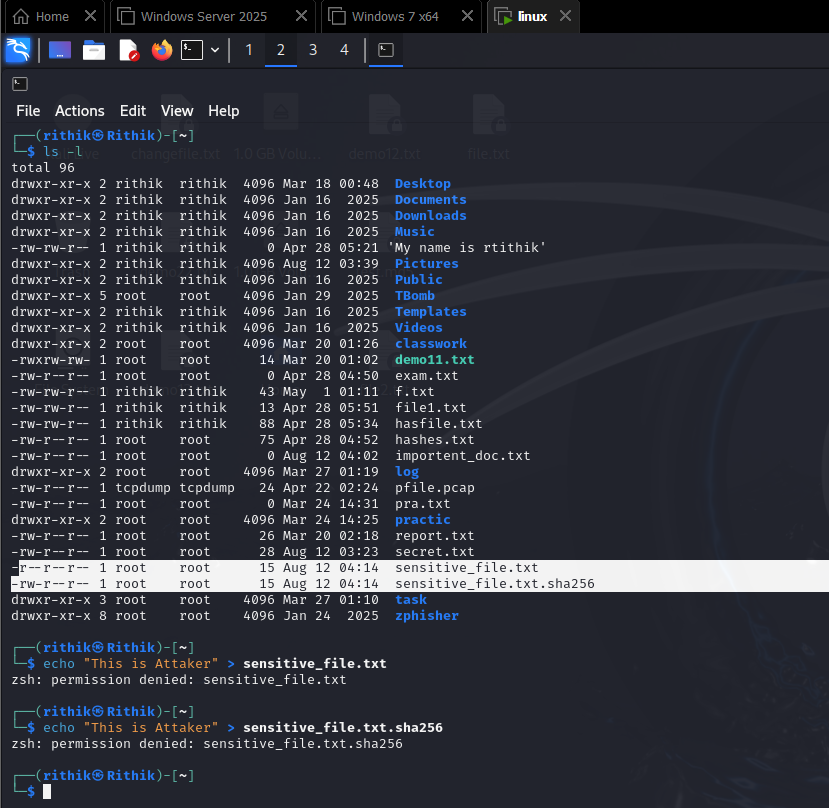 Home
Windows Server 2025
Windows 7 x64
linux
1 2 3 4
File Actions Edit View Help
changefile.txt 1.0 GB Volu... demo12.txt file.txt
┌──(rithik㉿Rithik)-[~]
└─$ ls -l
total 96
drwxr-xr-x 2 rithik  rithik  4096 Mar 18 00:48  Desktop
drwxr-xr-x 2 rithik  rithik  4096 Jan 16  2025  Documents
drwxr-xr-x 2 rithik  rithik  4096 Jan 16  2025  Downloads
drwxr-xr-x 2 rithik  rithik  4096 Jan 16  2025  Music
-rw-rw-r-- 1 rithik  rithik     0 Apr 28 05:21 'My name is rtithik'
drwxr-xr-x 2 rithik  rithik  4096 Aug 12 03:39  Pictures
drwxr-xr-x 2 rithik  rithik  4096 Jan 16  2025  Public
drwxr-xr-x 5 root    root    4096 Jan 29  2025  TBomb
drwxr-xr-x 2 rithik  rithik  4096 Jan 16  2025  Templates
drwxr-xr-x 2 rithik  rithik  4096 Jan 16  2025  Videos
drwxr-xr-x 2 root    root    4096 Mar 20 01:26  classwork
-rwxrw-rw- 1 root    root      14 Mar 20 01:02  demo11.txt
-rw-r--r-- 1 root    root       0 Apr 28 04:50  exam.txt
-rw-rw-r-- 1 rithik  rithik    43 May  1 01:11  f.txt
-rw-rw-r-- 1 rithik  rithik    13 Apr 28 05:51  file1.txt
-rw-rw-r-- 1 rithik  rithik    88 Apr 28 05:34  hasfile.txt
-rw-r--r-- 1 root    root      75 Apr 28 04:52  hashes.txt
-rw-r--r-- 1 root    root       0 Aug 12 04:02  importent_doc.txt
drwxr-xr-x 2 root    root    4096 Mar 27 01:19  log
-rw-r--r-- 1 tcpdump tcpdump   24 Apr 22 02:24  pfile.pcap
-rw-r--r-- 1 root    root       0 Mar 24 14:31  pra.txt
drwxr-xr-x 2 root    root    4096 Mar 24 14:25  practic
-rw-r--r-- 1 root    root      26 Mar 20 02:18  report.txt
-rw-r--r-- 1 root    root      28 Aug 12 03:23  secret.txt
-r--r--r-- 1 root    root      15 Aug 12 04:14  sensitive_file.txt
-rw-r--r-- 1 root    root      15 Aug 12 04:14  sensitive_file.txt.sha256
drwxr-xr-x 3 root    root    4096 Mar 27 01:10  task
drwxr-xr-x 8 root    root    4096 Jan 24  2025  zphisher
┌──(rithik㉿Rithik)-[~]
└─$ echo "This is Attaker" > sensitive_file.txt
zsh: permission denied: sensitive_file.txt
┌──(rithik㉿Rithik)-[~]
└─$ echo "This is Attaker" > sensitive_file.txt.sha256
zsh: permission denied: sensitive_file.txt.sha256
┌──(rithik㉿Rithik)-[~]
└─$